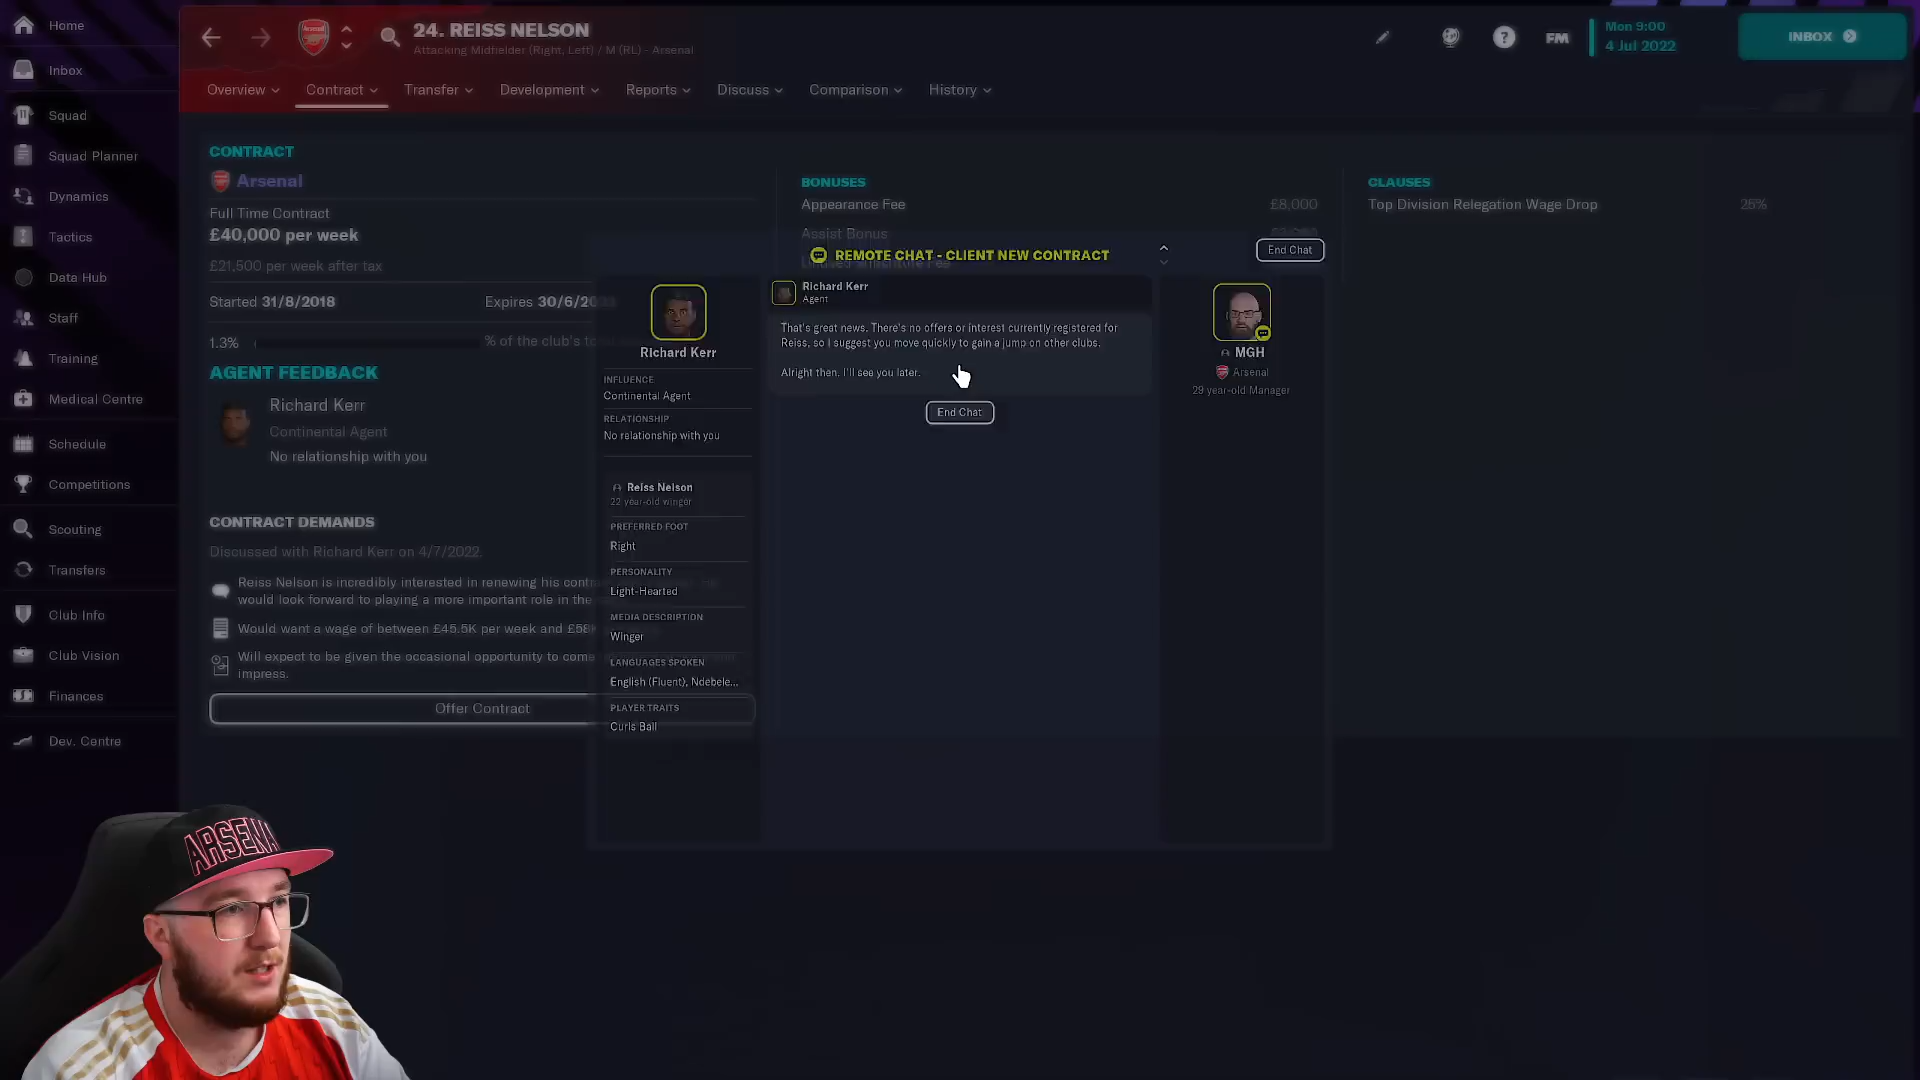 Home
Inbox
Squad
Squad Planner
Dynamics
Tactics
Data Hub
Staff
Training
Medical Centre
Schedule
Competitions
Scouting
Transfers
Club Info
Club Vision
Finances
Dev. Centre
24. REISS NELSON
Attacking Midfielder (Right, Left) / M (RL) - Arsenal
FM
Mon 9:00
4 Jul 2022
INBOX
Overview
Contract
Transfer
Development
Reports
Discuss
Comparison
History
CONTRACT
Arsenal
Full Time Contract
£40,000 per week
£21,500 per week after tax
Started 31/8/2018
Expires 30/6/20
1.3%
% of the club's to
AGENT FEEDBACK
Richard Kerr
Continental Agent
No relationship with you
CONTRACT DEMANDS
Discussed with Richard Kerr on 4/7/2022.
Reiss Nelson is incredibly interested in renewing his cont
would look forward to playing a more important role in the
Would want a wage of between £45.5K per week and £58K
Will expect to be given the occasional opportunity to come
impress.
Offer Contract
BONUSES
Appearance Fee
£8,000
Assist Bonus
CLAUSES
Top Division Relegation Wage Drop
25%
REMOTE CHAT - CLIENT NEW CONTRACT
End Chat
Richard Kerr
INFLUENCE
Continental Agent
RELATIONSHIP
No relationship with you
Reiss Nelson
22 year-old winger
PREFERRED FOOT
Right
PERSONALITY
Light-Hearted
MEDIA DESCRIPTION
Winger
LANGUAGES SPOKEN
English (Fluent), Ndebele...
PLAYER TRAITS
Curls Ball
Richard Kerr
Agent
That's great news. There's no offers or interest currently registered for
Reiss, so I suggest you move quickly to gain a jump on other clubs.
Alright then. I'll see you later.
End Chat
MGH
Arsenal
29 year-old Manager
ARSENAL